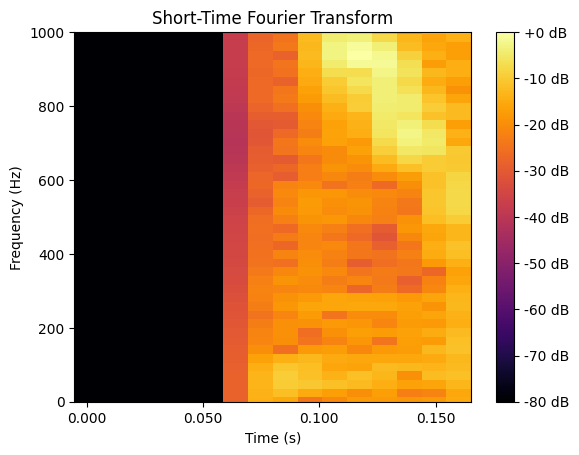 Short-Time Fourier Transform
1000
800
600
400
200
0
Frequency (Hz)
0.000
0.050
0.100
0.150
Time (s)
+0 dB
-10 dB
-20 dB
-30 dB
-40 dB
-50 dB
-60 dB
-70 dB
-80 dB